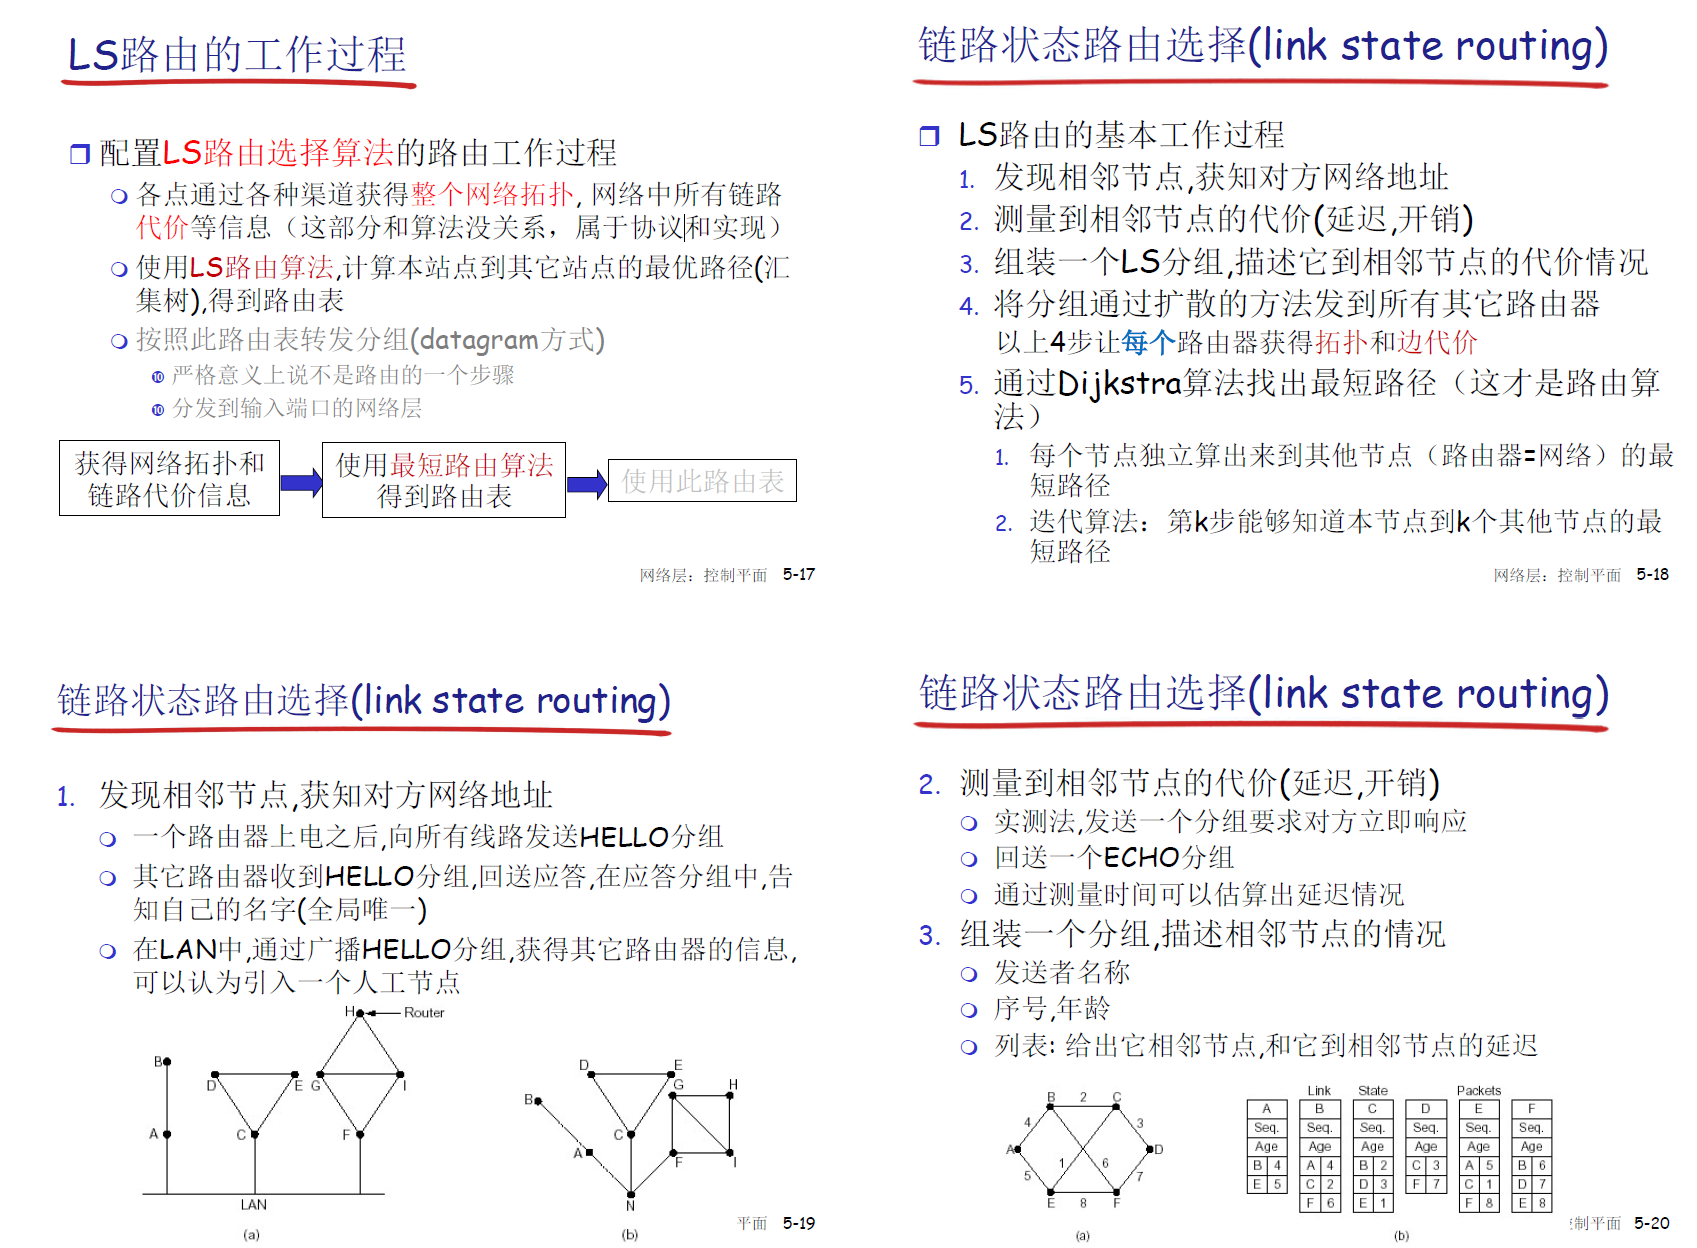 LS路由的工作过程
配置LS路由选择算法的路由工作过程
各点通过各种渠道获得整个网络拓扑, 网络中所有链路
代价等信息（这部分和算法没关系，属于协议和实现）
使用LS路由算法,计算本站点到其它站点的最优路径(汇
集树),得到路由表
按照此路由表转发分组(datagram方式)
严格意义上说不是路由的一个步骤
分发到输入端口的网络层
获得网络拓扑和
链路代价信息
使用最短路由算法
得到路由表
使用此路由表
网络层：控制平面 5-17
链路状态路由选择(link state routing)
LS路由的基本工作过程
1. 发现相邻节点,获知对方网络地址
2. 测量到相邻节点的代价(延迟,开销)
3. 组装一个LS分组,描述它到相邻节点的代价情况
4. 将分组通过扩散的方法发到所有其它路由器
以上4步让每个路由器获得拓扑和边代价
5. 通过Dijkstra算法找出最短路径（这才是路由算
法）
1. 每个节点独立算出来到其他节点（路由器=网络）的最
短路径
2. 迭代算法：第k步能够知道本节点到k个其他节点的最
短路径
网络层：控制平面 5-18
链路状态路由选择(link state routing)
1. 发现相邻节点,获知对方网络地址
一个路由器上电之后,向所有线路发送HELLO分组
其它路由器收到HELLO分组,回送应答,在应答分组中,告
知自己的名字(全局唯一)
在LAN中,通过广播HELLO分组,获得其它路由器的信息,
可以认为引入一个人工节点
H Router
B
D E G I
A C F
LAN
(a)
D E
G H
B
C
A F I
N
(b)
平面 5-19
链路状态路由选择(link state routing)
2. 测量到相邻节点的代价(延迟,开销)
实测法,发送一个分组要求对方立即响应
回送一个ECHO分组
通过测量时间可以估算出延迟情况
3. 组装一个分组,描述相邻节点的情况
发送者名称
序号,年龄
列表: 给出它相邻节点,和它到相邻节点的延迟
B 2 C
4 3
A D
1 6
5 7
E 8 F
(a)
Link State Packets
A B C D E F
Seq. Seq. Seq. Seq. Seq. Seq.
Age Age Age Age Age Age
B 4 A 4 B 2 C 3 A 5 B 6
E 5 C 2 D 3 F 7 C 1 D 7
F 6 E 1 F 8 E 8
(b)
制平面 5-20